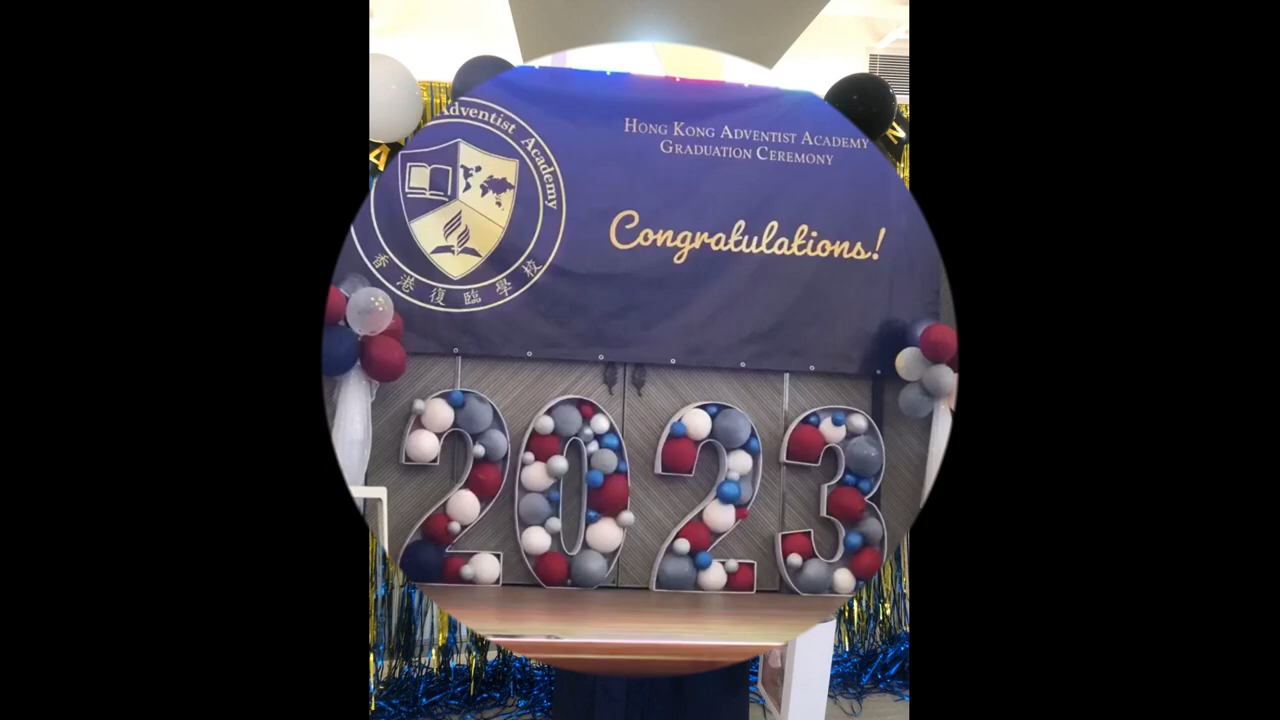 Adventist Academy
香港復臨學校
HONG KONG ADVENTIST ACADEMY
GRADUATION CEREMONY
Congratulations!
2023
A
N